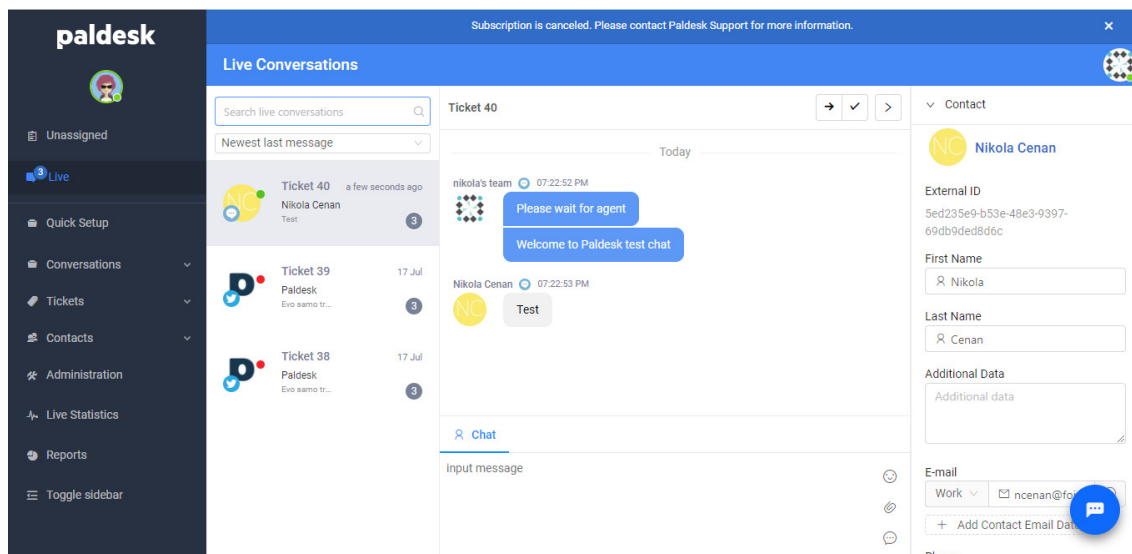 paldesk
Subscription is canceled. Please contact Paldesk Support for more information.
Live Conversations
Unassigned
3
Live
Quick Setup
Conversations
Tickets
Contacts
Administration
Live Statistics
Reports
Toggle sidebar
Search live conversations
Newest last message
NC
Ticket 40 a few seconds ago
Nikola Cenan
Test 3
Ticket 39 17 Jul
Paldesk
Evo samo tr... 3
Ticket 38 17 Jul
Paldesk
Evo samo tr... 3
Ticket 40
Today
nikola's team 07:22:52 PM
Please wait for agent
Welcome to Paldesk test chat
Nikola Cenan 07:22:53 PM
NC
Test
Chat
input message
Contact
NC
Nikola Cenan
External ID
5ed235e9-b53e-48e3-9397-
69db9ded8d6c
First Name
Nikola
Last Name
Cenan
Additional Data
Additional data
E-mail
Work ncenan@foi
+ Add Contact Email Dat